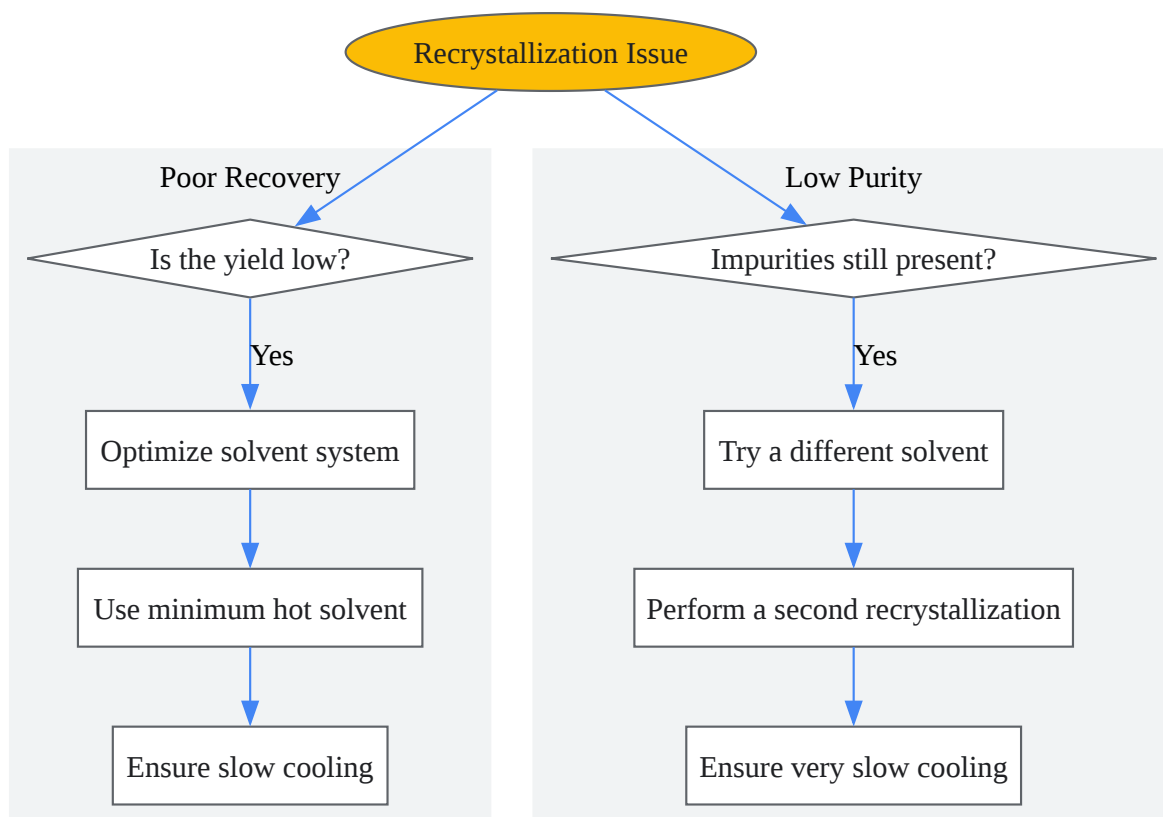 Recrystallization Issue
Poor Recovery
Is the yield low?
Yes
Optimize solvent system
Use minimum hot solvent
Ensure slow cooling
Low Purity
Impurities still present?
Yes
Try a different solvent
Perform a second recrystallization
Ensure very slow cooling